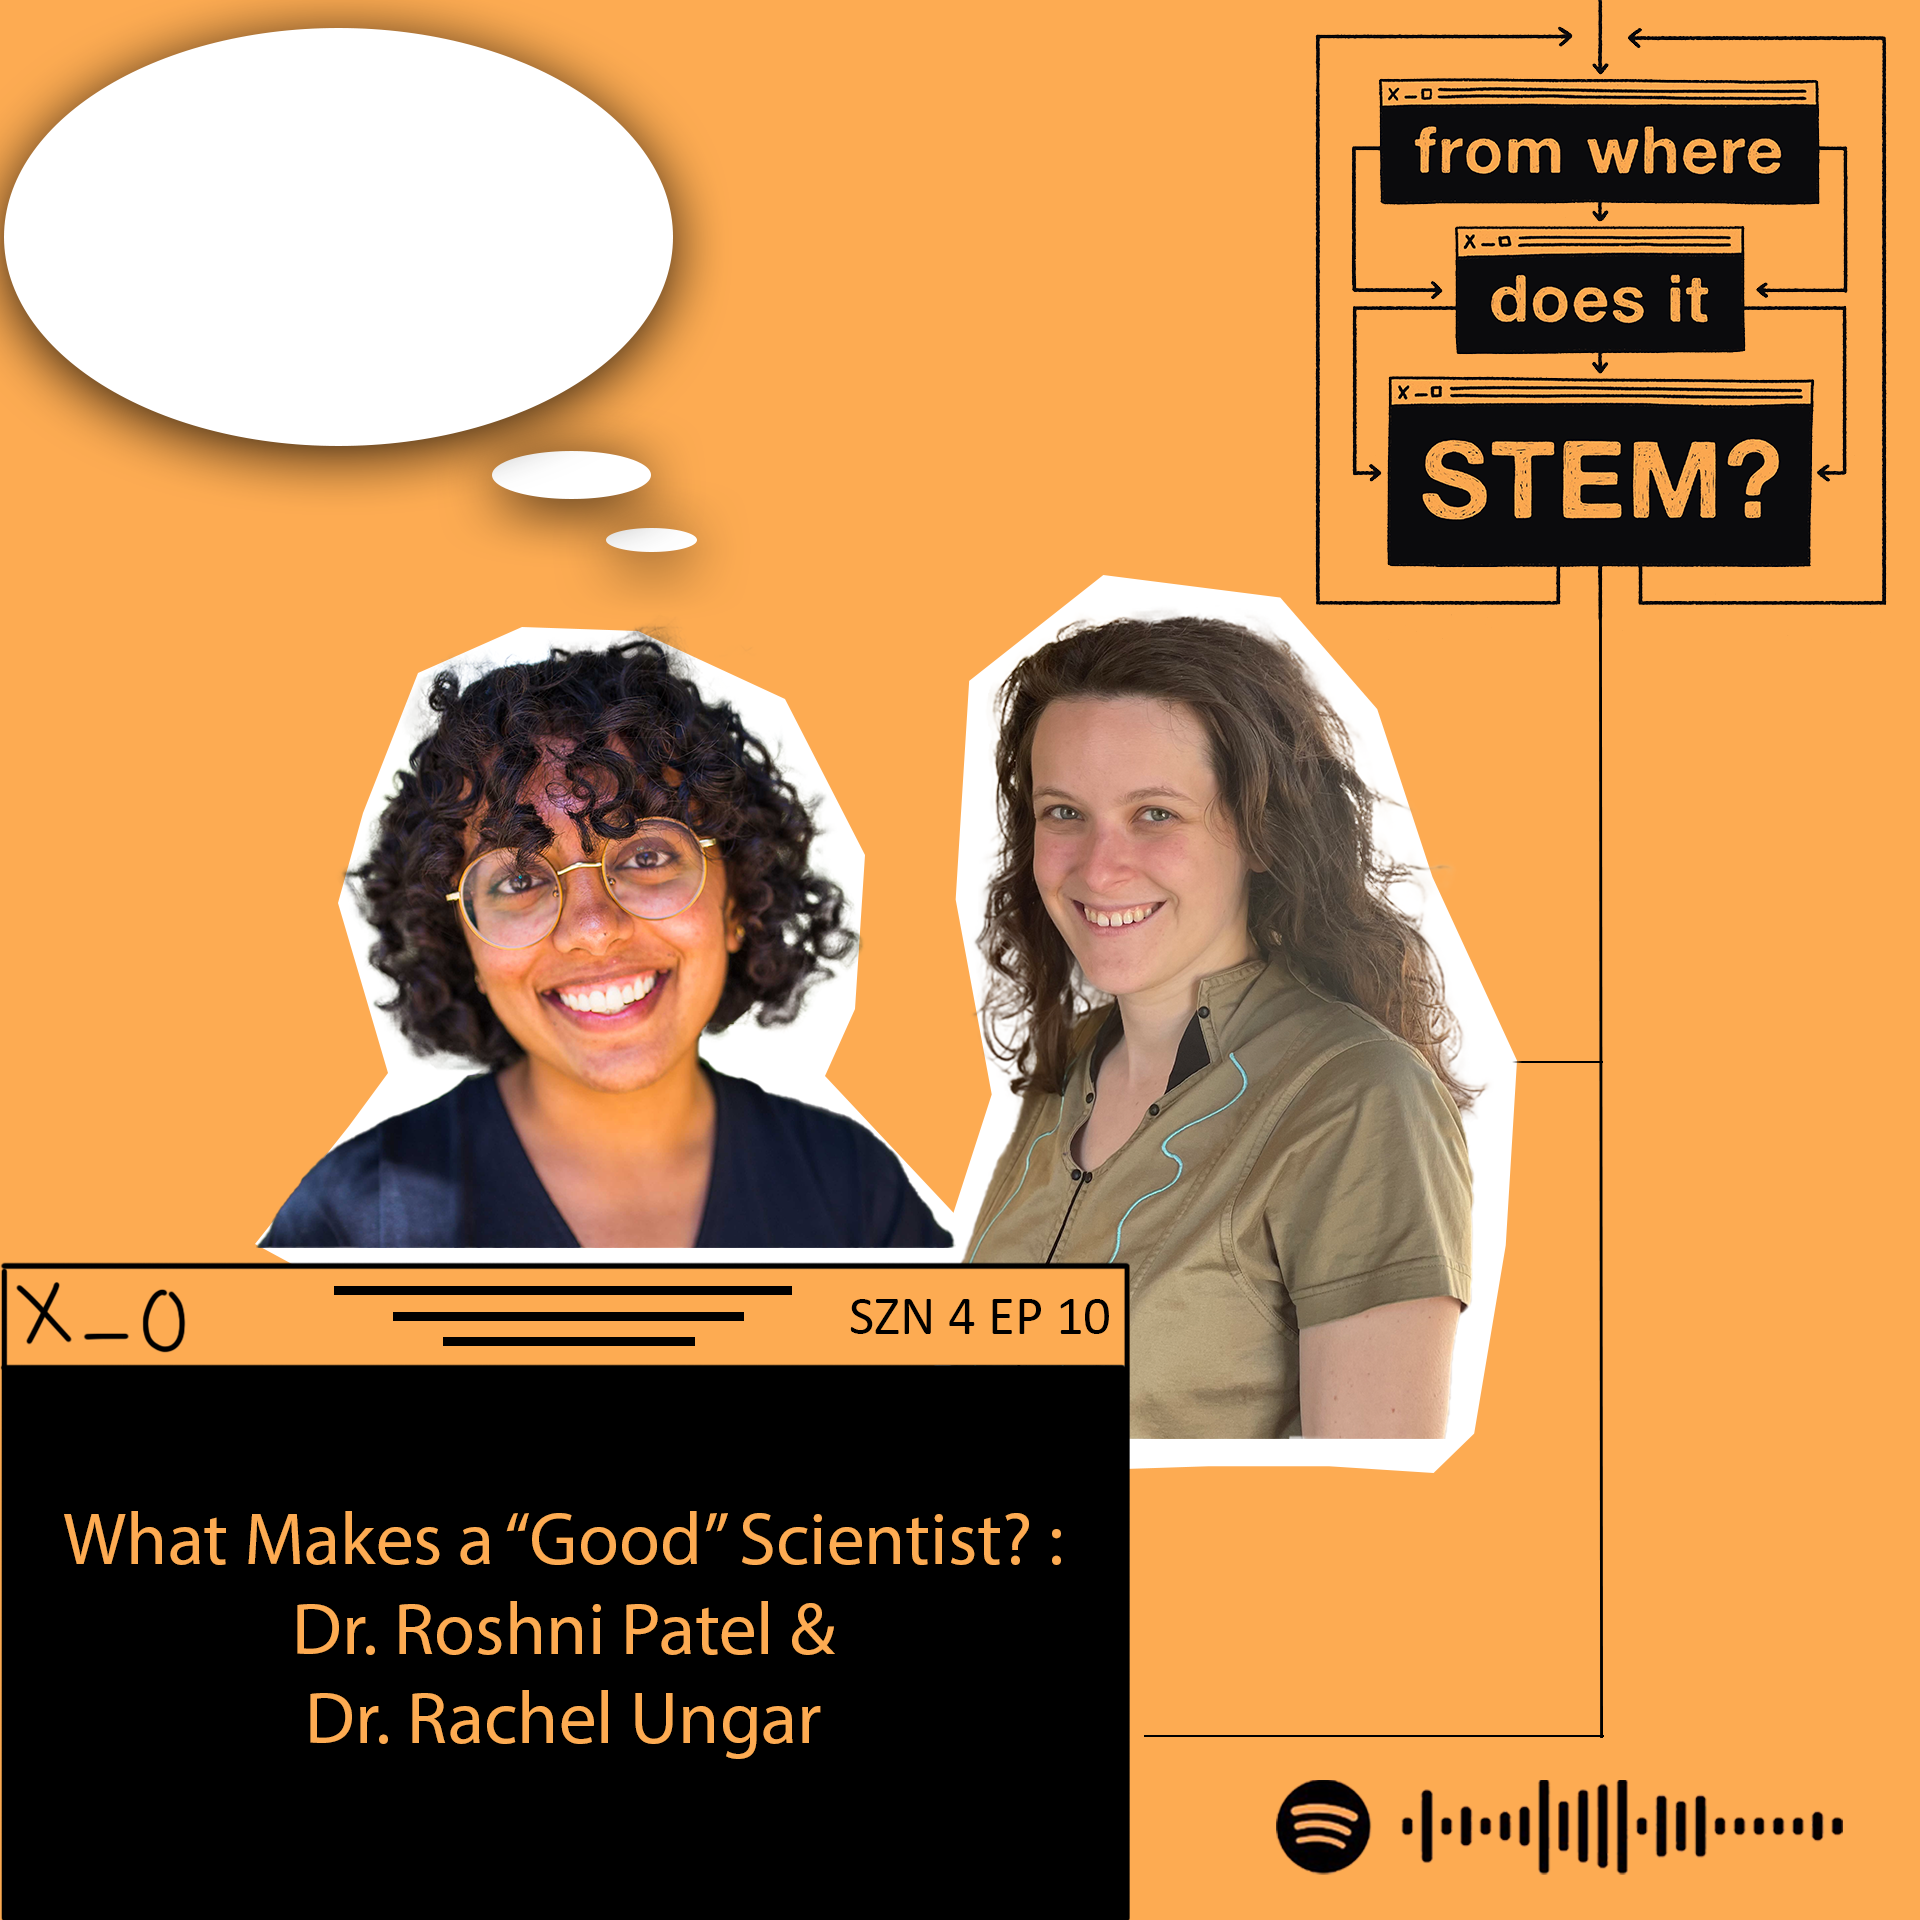 from where
does it
STEM?
SZN 4 EP 10
What Makes a “Good” Scientist? :
Dr. Roshni Patel &
Dr. Rachel Ungar